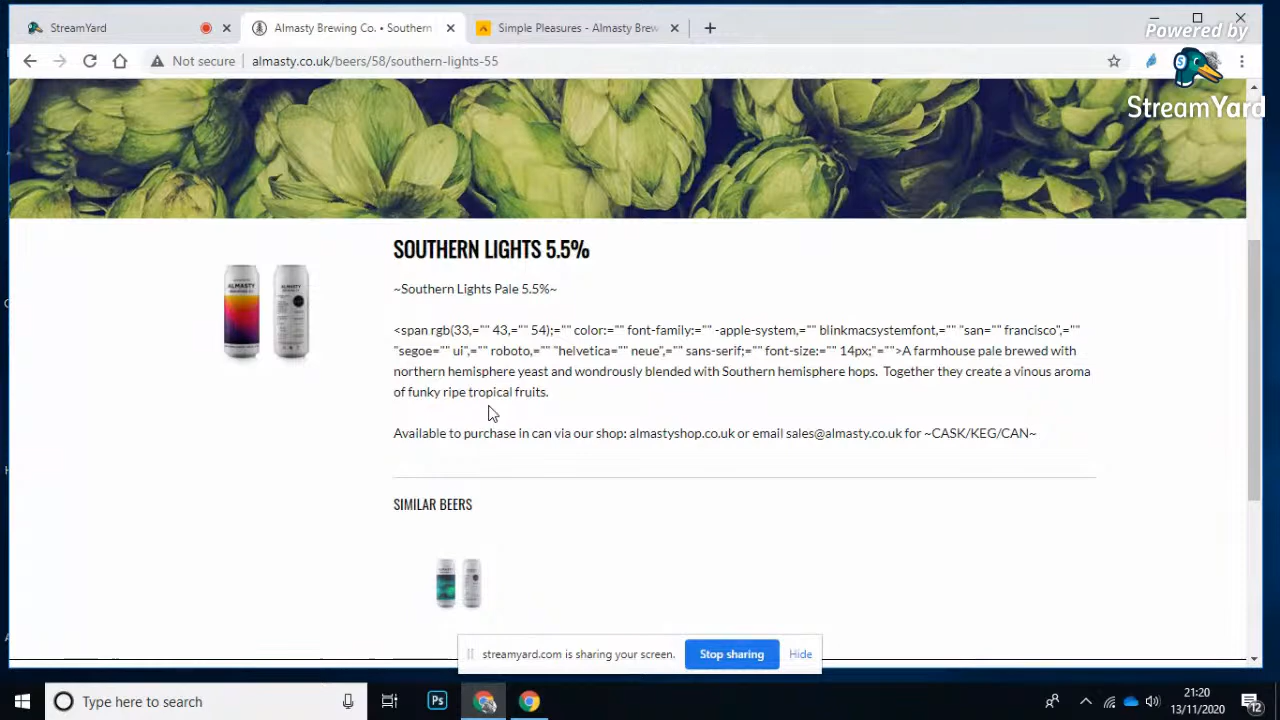 StreamYard
Almasty Brewing Co. • Southern
Simple Pleasures - Almasty Brew
Powered by
StreamYard
Not secure
almasty.co.uk/beers/58/southern-lights-55
SOUTHERN LIGHTS 5.5%
~Southern Lights Pale 5.5%~
<span rgb(33,="" 43,="" 54);="" color:="" font-family:="" -apple-system,="" blinkmacsystemfont,="" "san="" francisco",=""
"segoe="" ui",="" roboto,="" "helvetica="" neue",="" sans-serif;="" font-size:="" 14px;"="">A farmhouse pale brewed with
northern hemisphere yeast and wondrously blended with Southern hemisphere hops. Together they create a vinous aroma
of funky ripe tropical fruits.
ALMASTY
ALMASTY
Available to purchase in can via our shop: almastyshop.co.uk or email sales@almasty.co.uk for ~CASK/KEG/CAN~
SIMILAR BEERS
streamyard.com is sharing your screen.
Stop sharing
Hide
Type here to search
Ps
21:20
13/11/2020
12